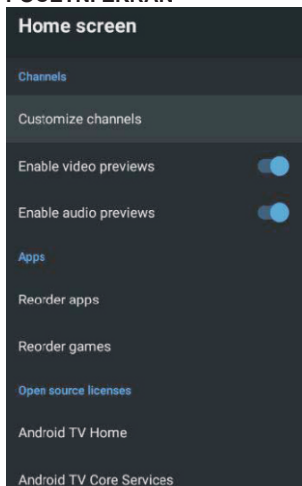 Home screen
Channels
Customize channels
Enable video previews
Enable audio previews
Apps
Reorder apps
Reorder games
Open source licenses
Android TV Home
Android TV Core Services